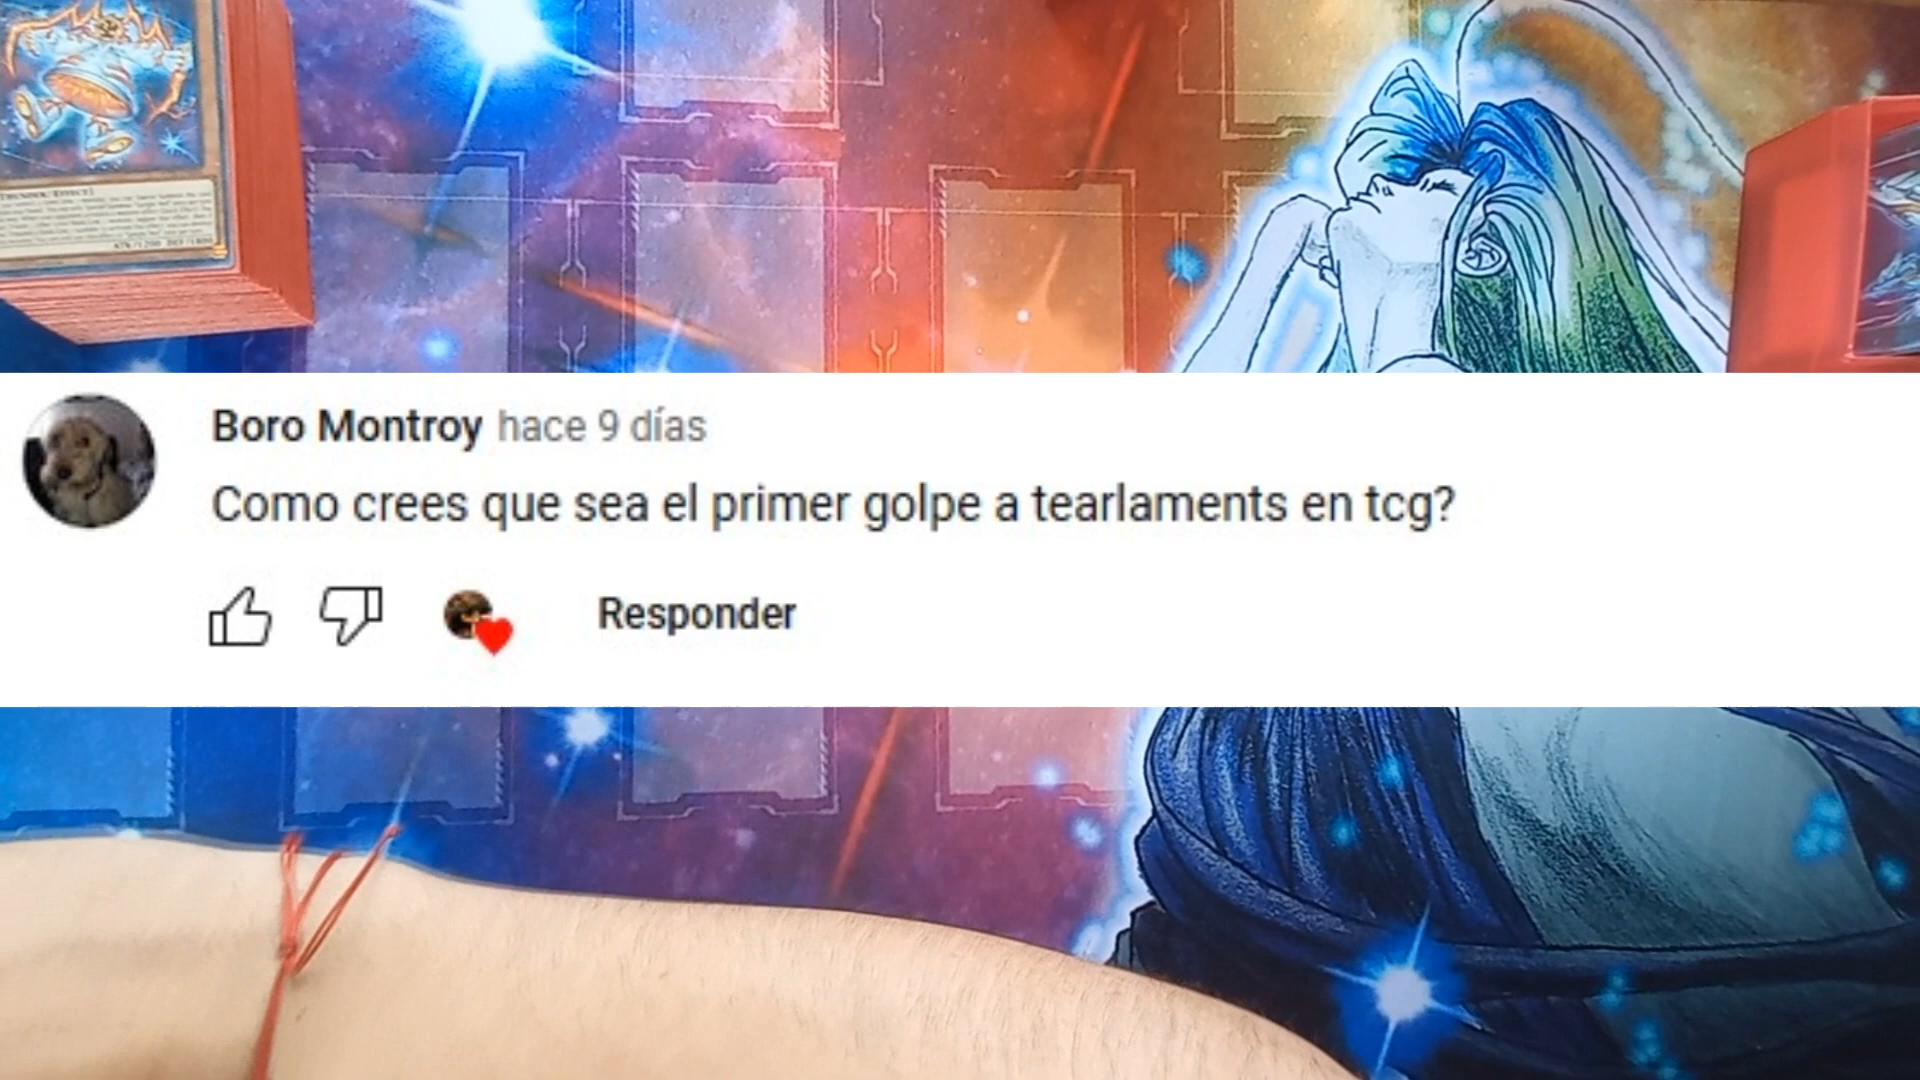 Boro Montroy hace 9 días
Como crees que sea el primer golpe a tearlaments en tcg?
Responder